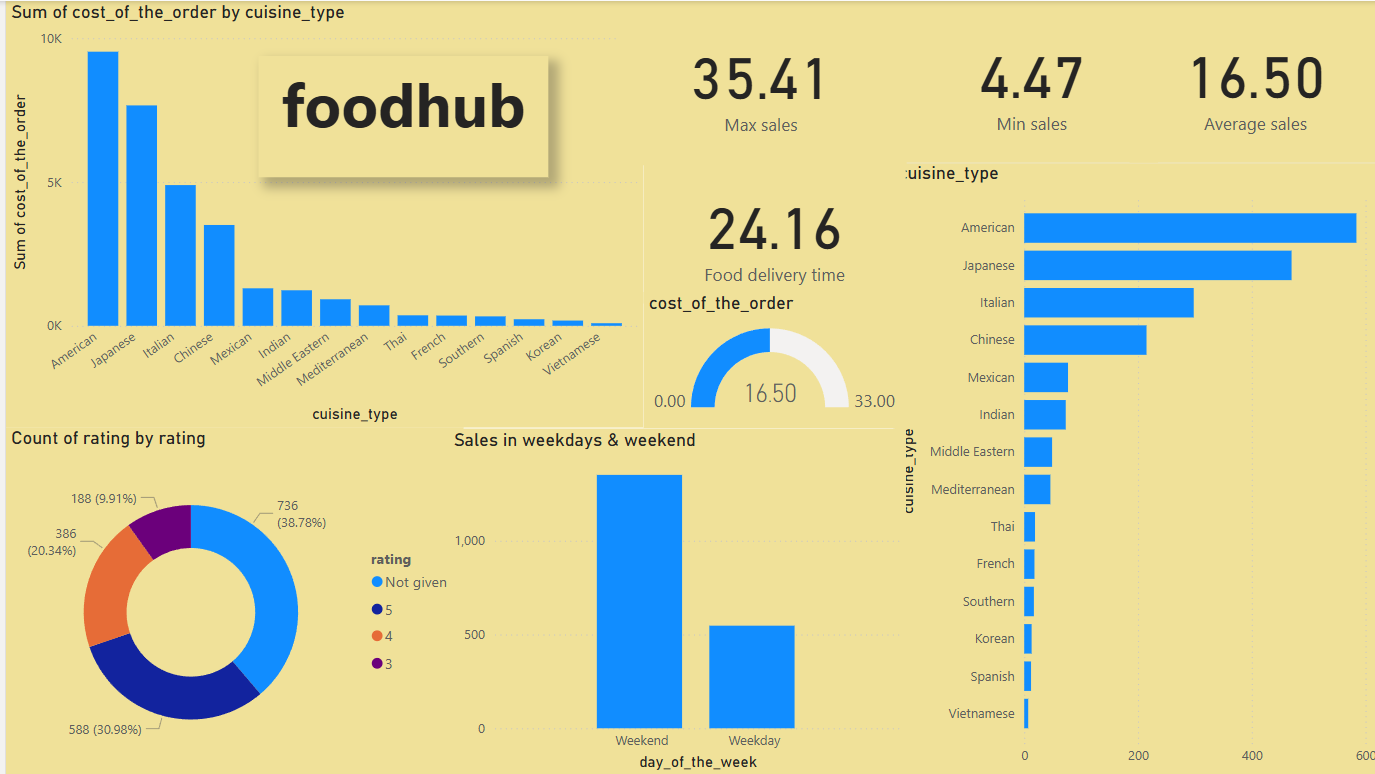 Sum of cost_of_the_order by cuisine_type
Sum of cost_of_the_order
10K
5K
0K
foodhub
American
Japanese
Italian
Chinese
Mexican
Indian
Middle Eastern
Mediterranean
Thai
French
Southern
Spanish
Korean
Vietnamese
cuisine_type
35.41
Max sales
4.47
Min sales
16.50
Average sales
24.16
Food delivery time
cost_of_the_order
16.50
0.00
33.00
cuisine_type
cuisine_type
American
Japanese
Italian
Chinese
Mexican
Indian
Middle Eastern
Mediterranean
Thai
French
Southern
Korean
Spanish
Vietnamese
0
200
400
600
Count of rating by rating
188 (9.91%)
736
(38.78%)
386
(20.34%)
588 (30.98%)
rating
Not given
5
4
3
Sales in weekdays & weekend
1,000
500
0
Weekend
Weekday
day_of_the_week